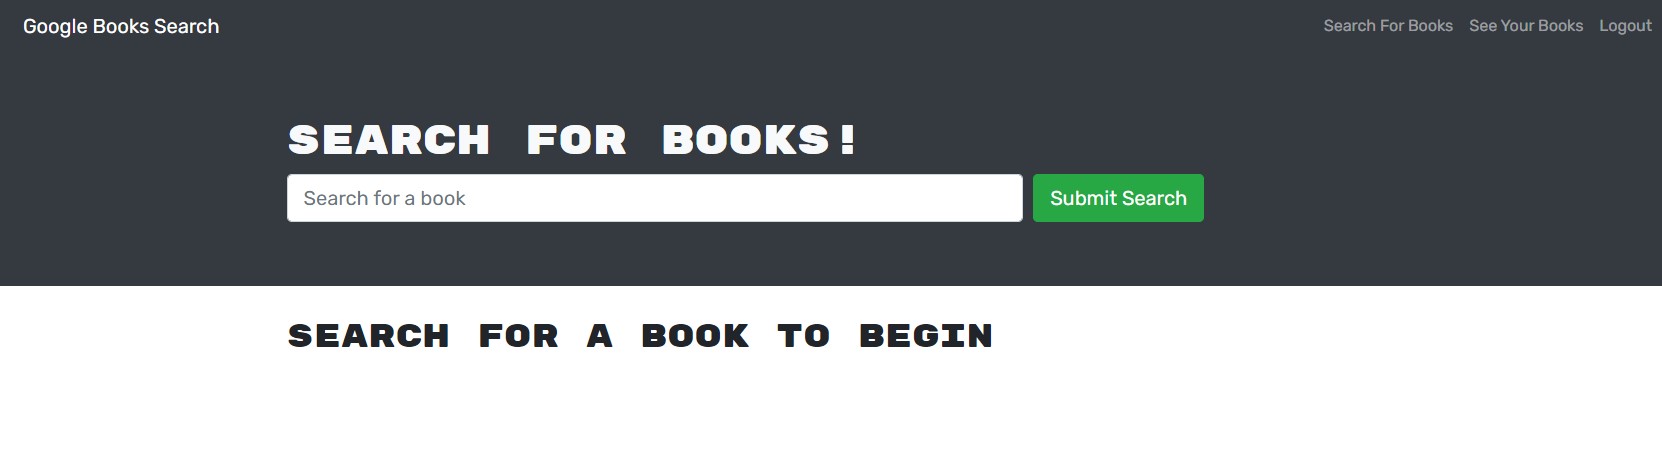 Google Books Search
Search For Books See Your Books Logout
SEARCH FOR BOOKS!
Search for a book
Submit Search
SEARCH FOR A BOOK TO BEGIN